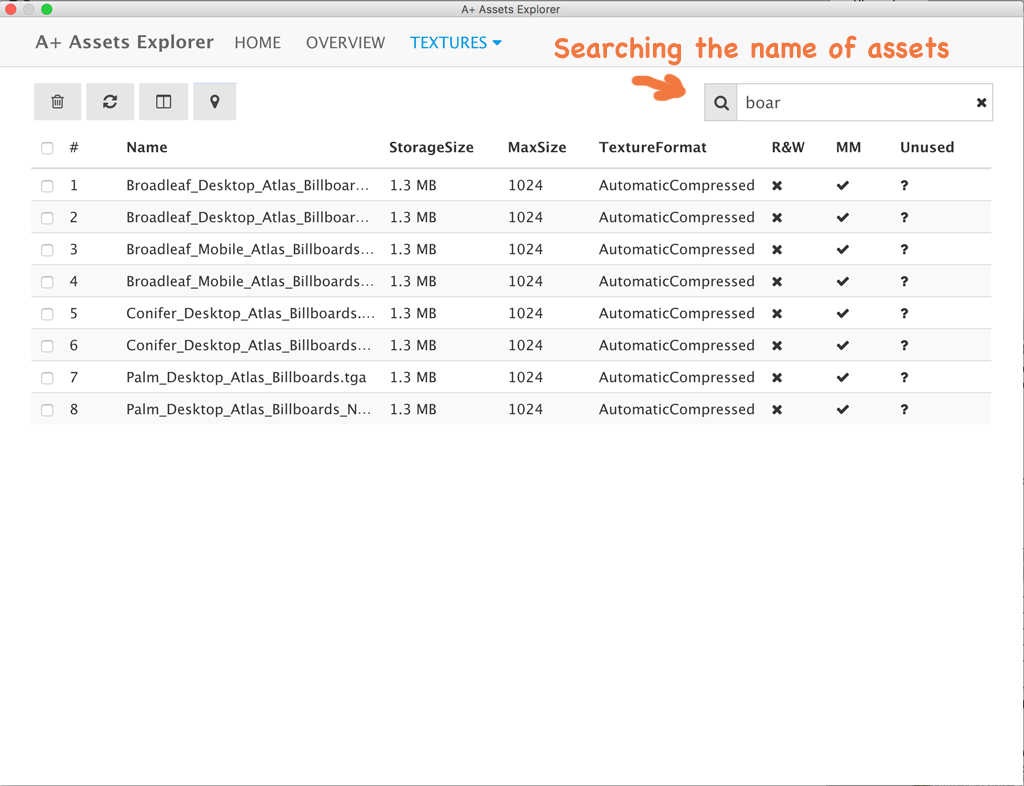 A+ Assets Explorer
A+ Assets Explorer HOME OVERVIEW TEXTURES
Searching the name of assets
boar
# Name StorageSize MaxSize TextureFormat R&W MM Unused
1 Broadleaf_Desktop_Atlas_Billboar... 1.3 MB 1024 AutomaticCompressed ✖ ✔ ?
2 Broadleaf_Desktop_Atlas_Billboar... 1.3 MB 1024 AutomaticCompressed ✖ ✔ ?
3 Broadleaf_Mobile_Atlas_Billboards... 1.3 MB 1024 AutomaticCompressed ✖ ✔ ?
4 Broadleaf_Mobile_Atlas_Billboards... 1.3 MB 1024 AutomaticCompressed ✖ ✔ ?
5 Conifer_Desktop_Atlas_Billboards.... 1.3 MB 1024 AutomaticCompressed ✖ ✔ ?
6 Conifer_Desktop_Atlas_Billboards... 1.3 MB 1024 AutomaticCompressed ✖ ✔ ?
7 Palm_Desktop_Atlas_Billboards.tga 1.3 MB 1024 AutomaticCompressed ✖ ✔ ?
8 Palm_Desktop_Atlas_Billboards_N... 1.3 MB 1024 AutomaticCompressed ✖ ✔ ?